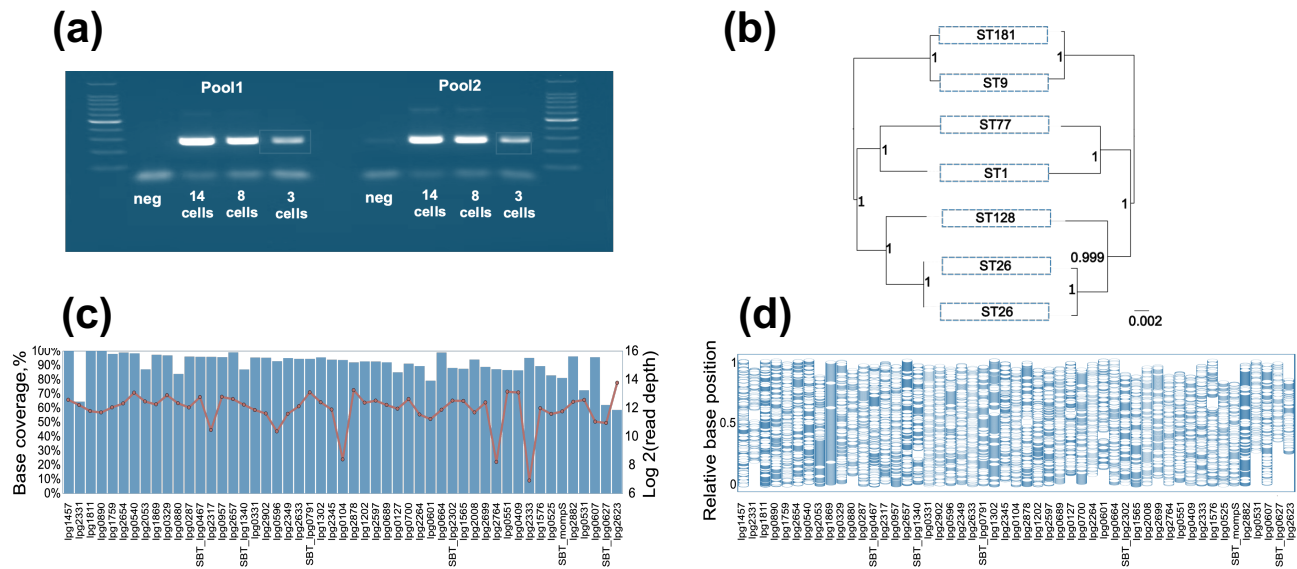 (a)
Pool1
Pool2
neg
14
cells
8
cells
3
cells
neg
14
cells
8
cells
3
cells
(b)
ST181
1
1
ST9
ST77
1
1
ST1
1
1
ST128
1
0.999
ST26
1
1
ST26
0.002
(c)
Base coverage,%
100%
90%
80%
70%
60%
50%
40%
30%
20%
10%
0%
16
14
12
10
8
6
Log 2(read depth)
lpg1457
lpg2331
lpg1811
lpg0890
lpg1759
lpg2654
lpg0540
lpg2053
lpg1869
lpg0329
lpg0880
lpg0287
SBT_lpg0467
lpg2317
lpg0957
lpg2657
SBT_lpg1340
lpg0331
lpg2902
lpg0596
lpg2349
lpg2633
SBT_lpg0791
lpg1302
lpg2345
lpg0104
lpg2878
lpg1202
lpg2597
lpg0689
lpg0127
lpg0700
lpg2264
lpg0601
lpg0664
SBT_lpg2302
lpg1565
lpg2008
lpg2699
lpg2764
lpg0551
lpg0409
lpg2333
lpg1576
lpg0525
SBT_mompS
lpg2882
lpg0531
lpg0607
SBT_lpg0627
lpg2623
(d)
Relative base position
1
0.5
0
lpg1457
lpg2331
lpg1811
lpg0890
lpg1759
lpg2654
lpg0540
lpg2053
lpg1869
lpg0329
lpg0880
lpg0287
SBT_lpg0467
lpg2317
lpg0957
lpg2657
SBT_lpg1340
lpg0331
lpg2902
lpg0596
lpg2349
lpg2633
SBT_lpg0791
lpg1302
lpg2345
lpg0104
lpg2878
lpg1202
lpg2597
lpg0689
lpg0127
lpg0700
lpg2264
lpg0601
lpg0664
SBT_lpg2302
lpg1565
lpg2008
lpg2699
lpg2764
lpg0551
lpg0409
lpg2333
lpg1576
lpg0525
SBT_mompS
lpg2882
lpg0531
lpg0607
SBT_lpg0627
lpg2623